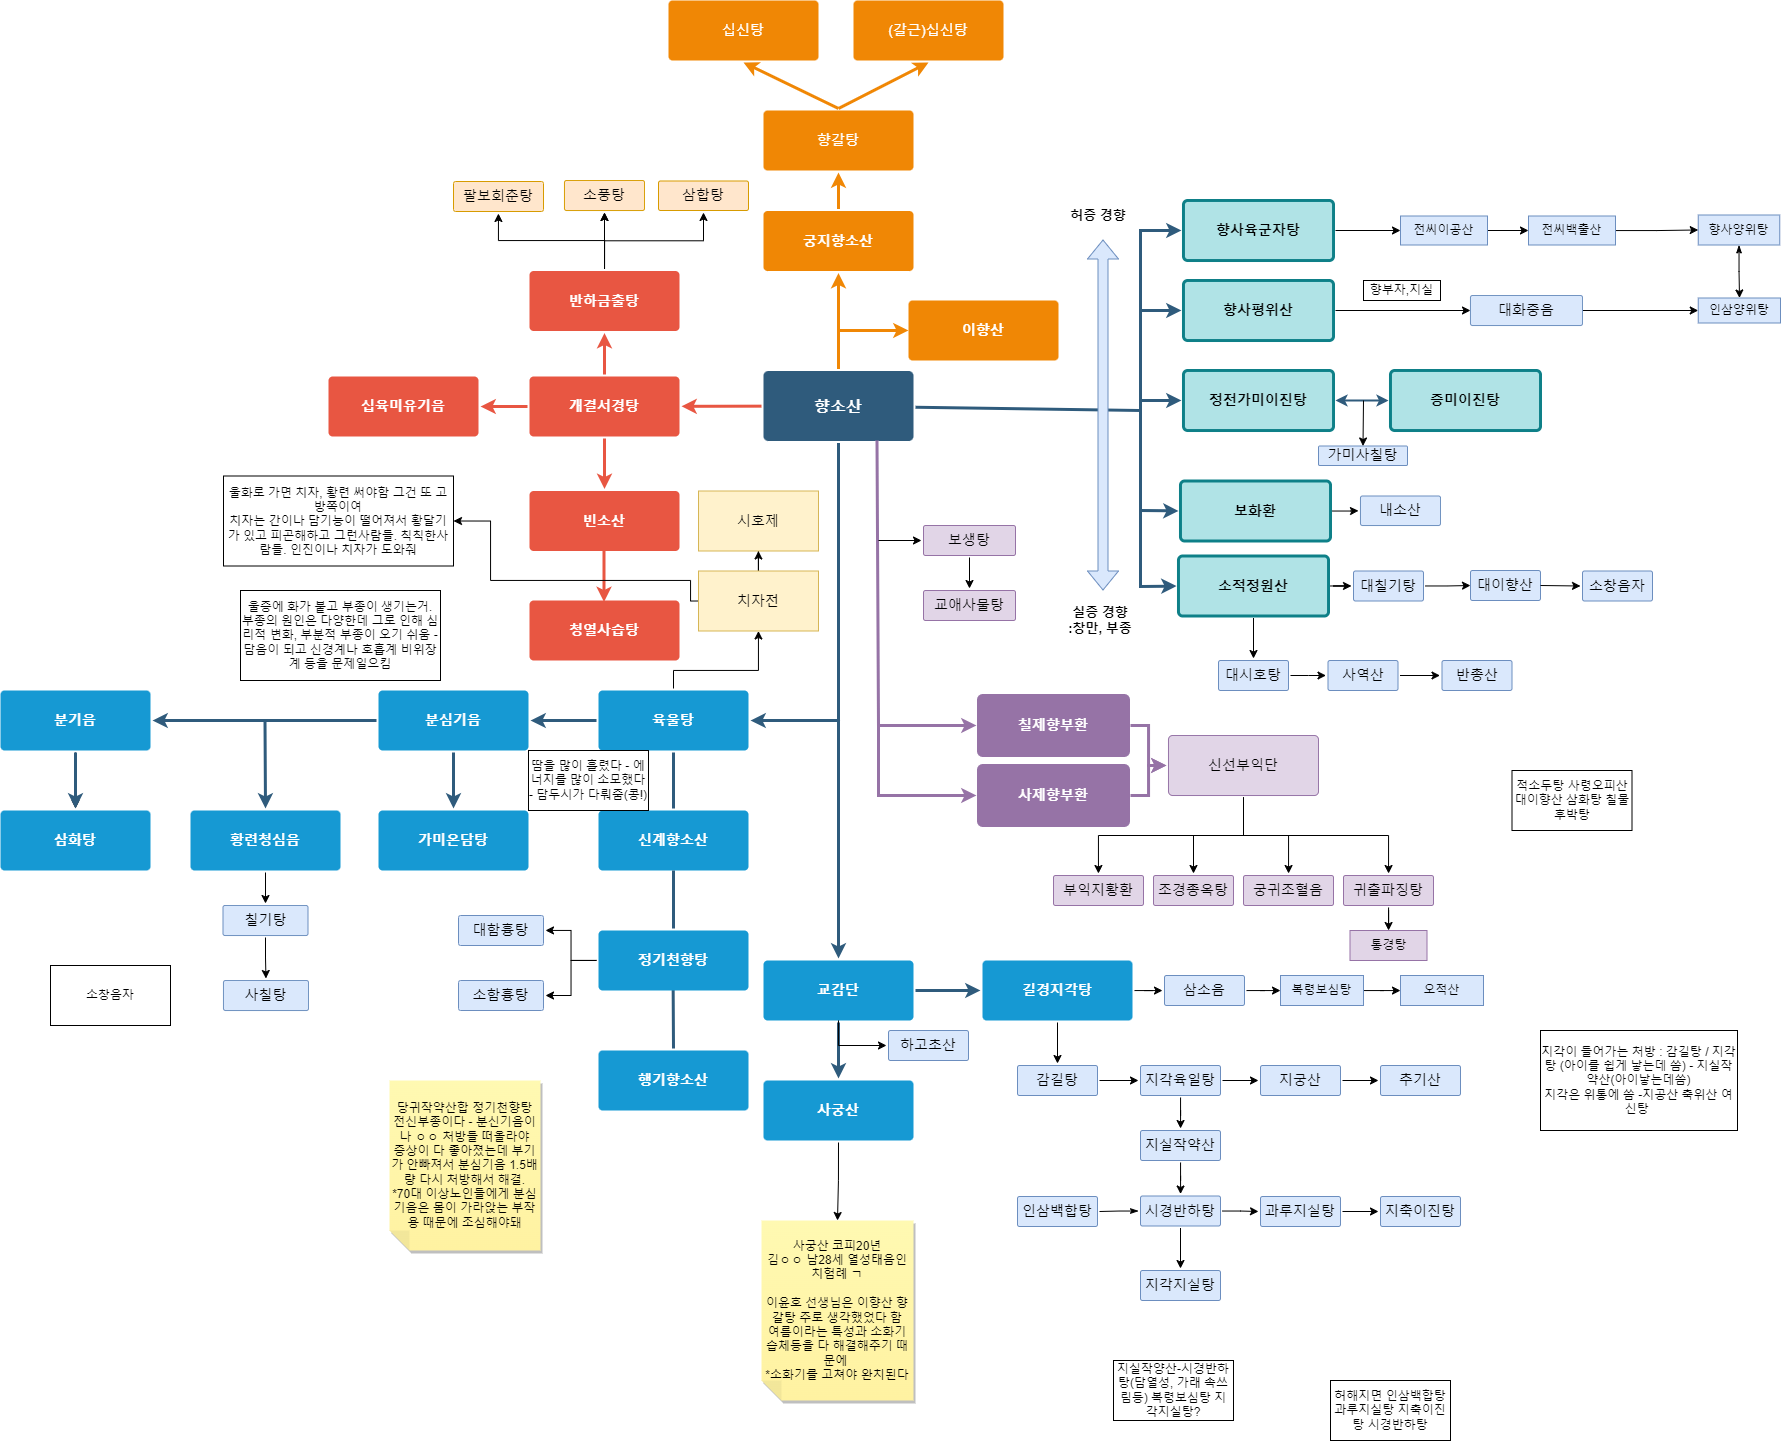 십신탕
(갈근)십신탕
향갈탕
팔보회춘탕
소풍탕
삼합탕
궁지향소산
반하금출탕
이향산
십육미유기음
개결서경탕
향소산
허증 경향
향사육군자탕
전씨이공산
전씨백출산
향사양위탕
향사평위산
향부자,지실
대화중음
인삼양위탕
정전가미이진탕
증미이진탕
가미사칠탕
보화환
내소산
소적정원산
대칠기탕
대이향산
소창음자
실증 경향
:창만, 부종
대시호탕
사역산
반총산
울화로 가면 치자, 황련 써야함 그건 또 고
방쪽이여
치자는 간이나 담기능이 떨어져서 황달기
가 있고 피곤해하고 그런사람들. 칙칙한사
람들. 인진이나 치자가 도와줘
빈소산
시호제
치자전
청열사습탕
보생탕
교애사물탕
울증에 화가 붙고 부종이 생기는거.
부종의 원인은 다양한데 그로 인해 심
리적 변화, 부분적 부종이 오기 쉬움 -
담음이 되고 신경계나 호흡계 비위장
계 등을 문제일으킴
분기음
분심기음
육울탕
땀을 많이 흘렸다 - 에
너지를 많이 소모했다
- 담두시가 다뤄줌(콩!)
칠제향부환
사제향부환
신선부익단
적소두탕 사령오피산
대이향산 삼화탕 칠물
후박탕
삼화탕
황련청심음
가미온담탕
신계향소산
부익지황환
조경종옥탕
궁귀조혈음
귀출파징탕
통경탕
칠기탕
사칠탕
소창음자
대함흉탕
소함흉탕
정기천향탕
교감단
길경지각탕
삼소음
복령보심탕
오적산
하고초산
행기향소산
사궁산
감길탕
지각육일탕
지궁산
추기산
지실작약산
인삼백합탕
시경반하탕
과루지실탕
지축이진탕
지각지실탕
지각이 들어가는 처방 : 감길탕 / 지각
탕 (아이를 쉽게 낳는데 씀) - 지실작
약산(아이낳는데씀)
지각은 위통에 씀 -지공산 축위산 여
신탕
당귀작약산합 정기천향탕
전신부종이다 - 분신기음이
나 ㅇㅇ 처방들 떠올라야
증상이 다 좋아졌는데 부기
가 안빠져서 분심기음 1.5배
량 다시 처방해서 해결.
*70대 이상노인들에게 분심
기음은 몸이 가라앉는 부작
용 때문에 조심해야돼
사궁산 코피20년
김ㅇㅇ 남28세 열성태음인
치험례 ㄱ
이윤호 선생님은 이향산 향
갈탕 주로 생각했었다 함
여름이라는 특성과 소화기
습체등을 다 해결해주기 때
문에
*소화기를 고쳐야 완치된다
지실작양산-시경반하
탕(담열성, 가래 속쓰
림등) 복령보심탕 지
각지실탕?
허해지면 인삼백합탕
과루지실탕 지축이진
탕 시경반하탕